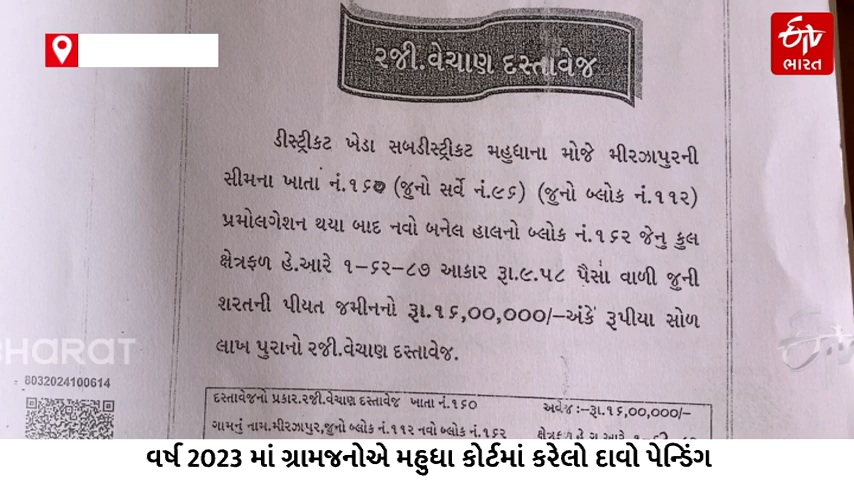 ETV
ભારત
રજી.વેચાણ દસ્તાવેજ
ડીસ્ટ્રીકટ ખેડા સબડીસ્ટ્રીકટ મહુધાના મોજે મીરઝાપુરની
સીમના ખાતા નં.૧૬૦ (જુનો સર્વે નં.૯૬) (જુનો બ્લોક નં.૧૧૨)
પ્રમોલગેશન થયા બાદ નવો બનેલ હાલનો બ્લોક નં.૧૬૨ જેનુ કુલ
ક્ષેત્રફળ હે.આરે ૧-૬૨-૮૭ આકાર રૂા.૯.૫૮ પૈસા વાળી જુની
શરતની પીયત જમીનનો રૂા.૧૬,૦૦,૦૦૦/-અંકે રૂપીયા સોળ
લાખ પુરાનો રજી.વેચાણ દસ્તાવેજ.
BHARAT
8032024100614
દસ્તાવેજનો પ્રકાર.રજી.વેચાણ દસ્તાવેજ ખાતા નં.૧૬૦ અવેજ :-રૂા.૧૬,૦૦,૦૦૦/-
ગામનું નામ.મીરઝાપુર,જુનો બ્લોક નં.૧૧૨ નવો બ્લોક નં.૧૬૨
વર્ષ 2023 માં ગ્રામજનોએ મહુધા કોર્ટમાં કરેલો દાવો પેન્ડિંગ